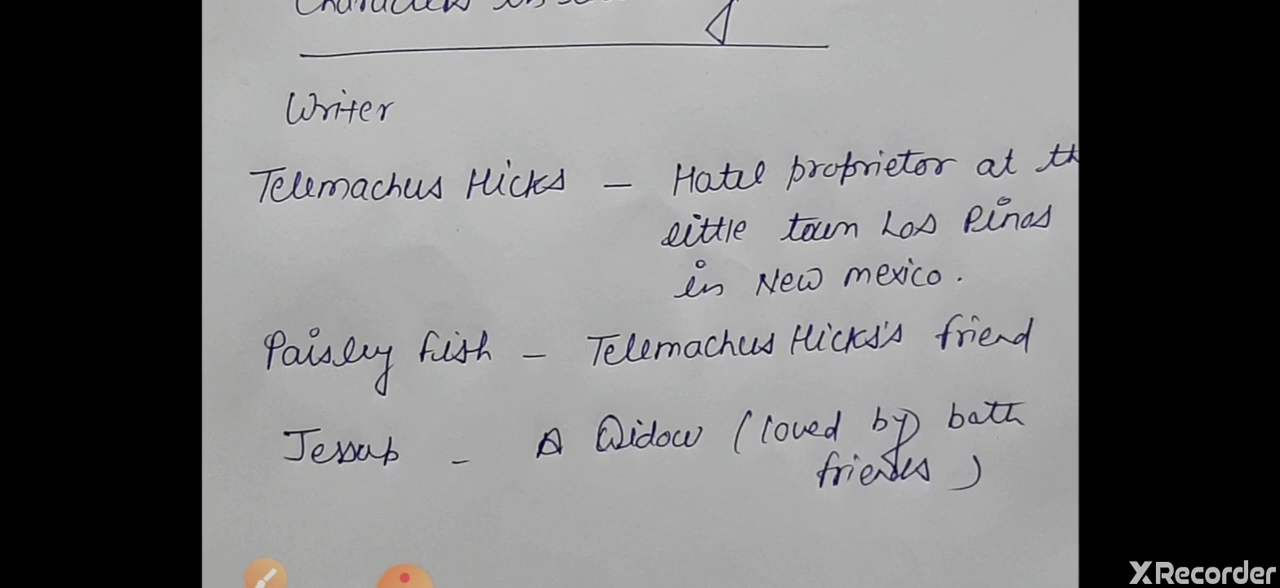 Characters
Writer
Telemachus Hicks – Hotel proprietor at th
little town Los Pinos
in New mexico.
Paisley Fish – Telemachus Hicks's friend
Jessup – A Widow (loved by both
friends)
XRecorder